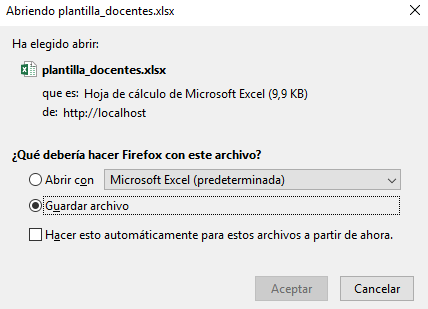 Abriendo plantilla_docentes.xlsx
Ha elegido abrir:
plantilla_docentes.xlsx
que es: Hoja de cálculo de Microsoft Excel (9,9 KB)
de: http://localhost
¿Qué debería hacer Firefox con este archivo?
Abrir con Microsoft Excel (predeterminada)
Guardar archivo
Hacer esto automáticamente para estos archivos a partir de ahora.
Aceptar Cancelar